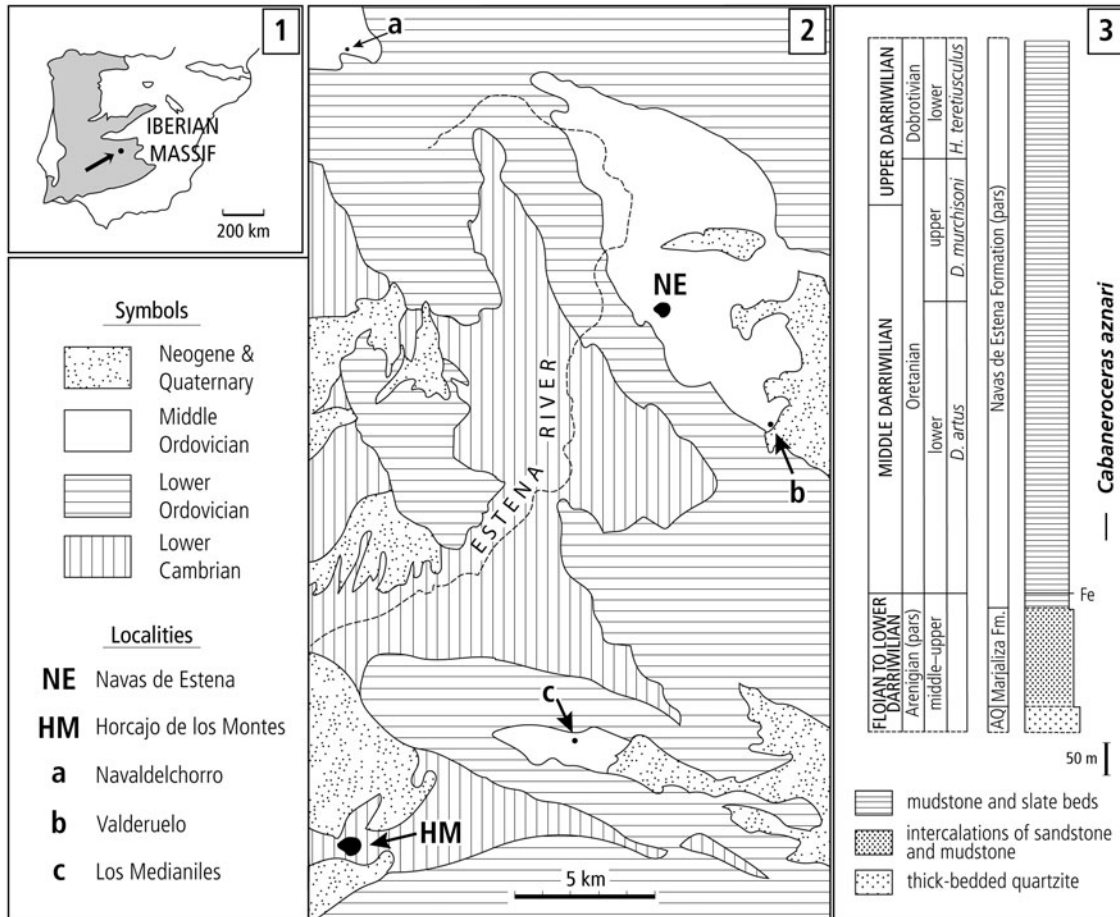 1
IBERIAN
MASSIF
200 km
Symbols
Neogene &
Quaternary
Middle
Ordovician
Lower
Ordovician
Lower
Cambrian
Localities
NE Navas de Estena
HM Horcajo de los Montes
a Navaldelchorro
b Valderuelo
c Los Medianiles
2
a
NE
ESTENA RIVER
b
c
HM
5 km
3
UPPER DARRIWILIAN
MIDDLE DARRIWILIAN
FLOIAN TO LOWER
DARRIWILIAN
Dobrotivian
Oretanian
Arenigian (pars)
lower
upper
lower
middle–upper
H. teretiusculus
D. murchisoni
D. artus
Navas de Estena Formation (pars)
Marjaliza Fm.
AQ
Fe
Cabaneroceras aznari
50 m
mudstone and slate beds
intercalations of sandstone
and mudstone
thick-bedded quartzite